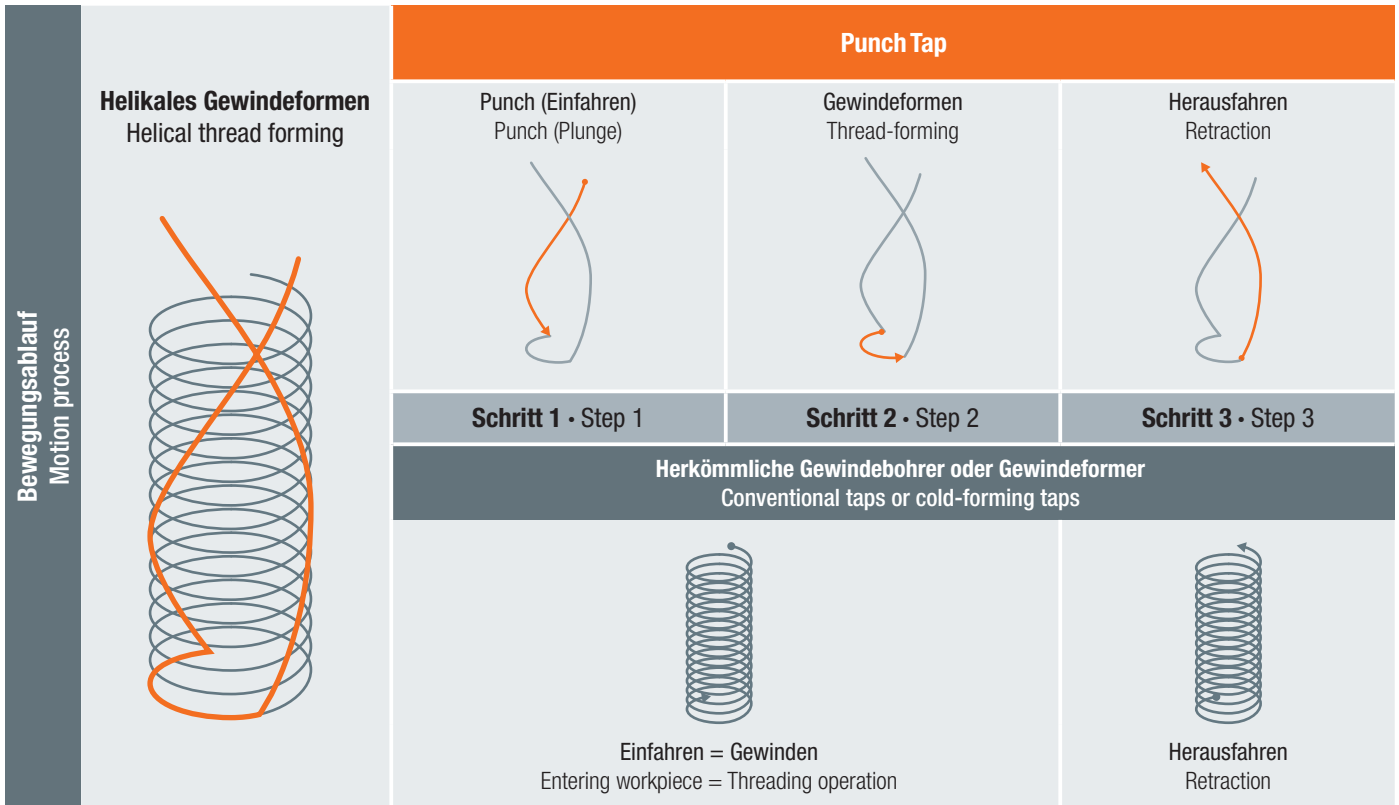 Bewegungsablauf
Motion process
Helikales Gewindeformen
Helical thread forming
Punch Tap
Punch (Einfahren)
Punch (Plunge)
Gewindeformen
Thread-forming
Herausfahren
Retraction
Schritt 1 • Step 1
Schritt 2 • Step 2
Schritt 3 • Step 3
Herkömmliche Gewindebohrer oder Gewindeformer
Conventional taps or cold-forming taps
Einfahren = Gewinden
Entering workpiece = Threading operation
Herausfahren
Retraction